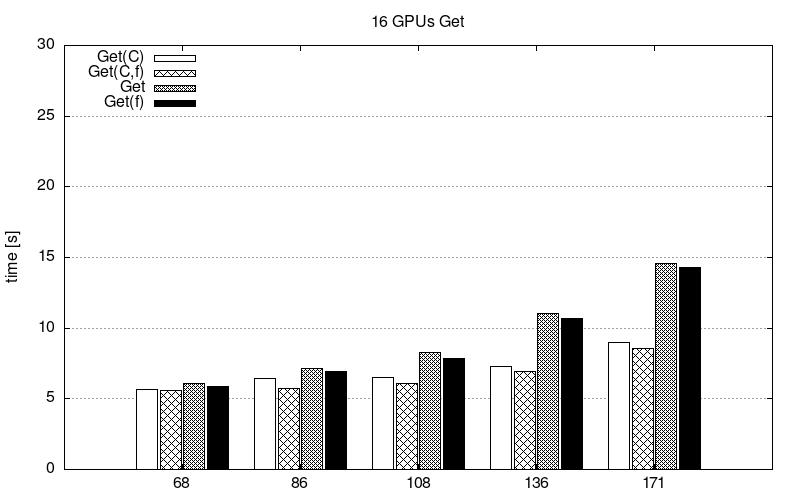 16 GPUs Get
30
25
20
15
10
5
0
time [s]
Get(C)
Get(C,f)
Get
Get(f)
68 86 108 136 171